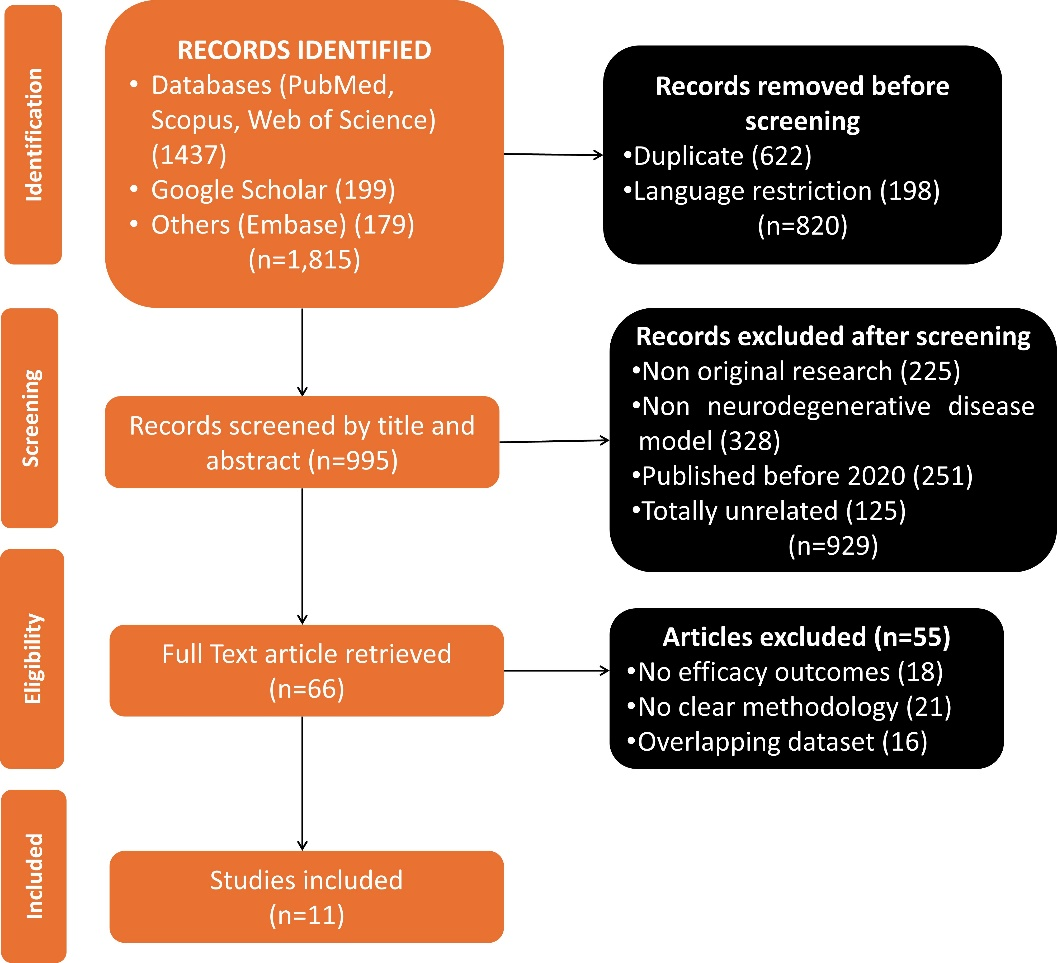 Identification
RECORDS IDENTIFIED
• Databases (PubMed,
Scopus, Web of Science)
(1437)
• Google Scholar (199)
• Others (Embase) (179)
(n=1,815)
Records removed before
screening
•Duplicate (622)
•Language restriction (198)
(n=820)
Screening
Records screened by title and
abstract (n=995)
Records excluded after screening
•Non original research (225)
•Non neurodegenerative disease
model (328)
•Published before 2020 (251)
•Totally unrelated (125)
(n=929)
Eligibility
Full Text article retrieved
(n=66)
Articles excluded (n=55)
•No efficacy outcomes (18)
•No clear methodology (21)
•Overlapping dataset (16)
Included
Studies included
(n=11)